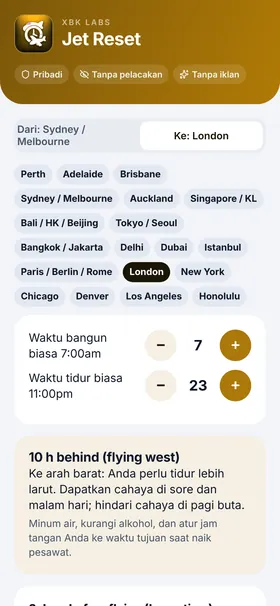 XBK LABS
Jet Reset
Pribadi
Tanpa pelacakan
Tanpa iklan
Dari: Sydney /
Melbourne
Ke: London
Perth
Adelaide
Brisbane
Sydney / Melbourne
Auckland
Singapore / KL
Bali / HK / Beijing
Tokyo / Seoul
Bangkok / Jakarta
Delhi
Dubai
Istanbul
Paris / Berlin / Rome
London
New York
Chicago
Denver
Los Angeles
Honolulu
Waktu bangun
biasa 7:00am
− 7 +
Waktu tidur biasa
11:00pm
− 23 +
10 h behind (flying west)
Ke arah barat: Anda perlu tidur lebih
larut. Dapatkan cahaya di sore dan
malam hari; hindari cahaya di pagi buta.
Minum air, kurangi alkohol, dan atur jam
tangan Anda ke waktu tujuan saat naik
pesawat.